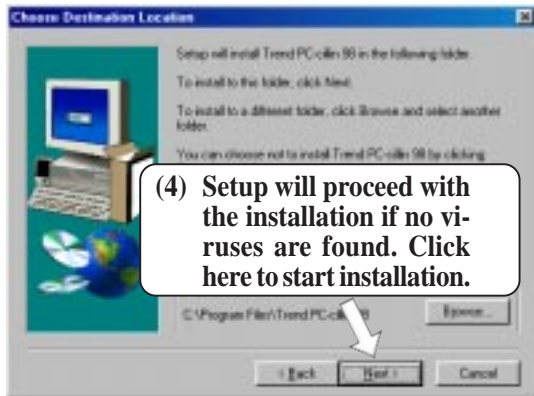 Choose Destination Location
Setup will install Trend PC-cillin 98 in the following folder.
To install to this folder, click Next.
To install to a different folder, click Browse and select another
folder.
You can choose not to install Trend PC-cillin 98 by clicking
(4) Setup will proceed with
the installation if no vi-
ruses are found. Click
here to start installation.
C:\Program Files\Trend PC-cillin 98
Browse...
< Back
Next >
Cancel